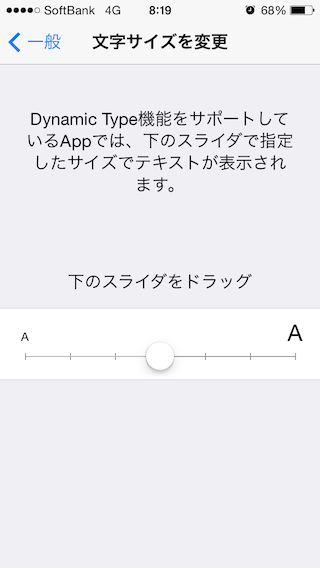 SoftBank 4G 8:19 68%
一般 文字サイズを変更
Dynamic Type機能をサポートして
いるAppでは、下のスライダで指定
したサイズでテキストが表示され
ます。
下のスライダをドラッグ
A A